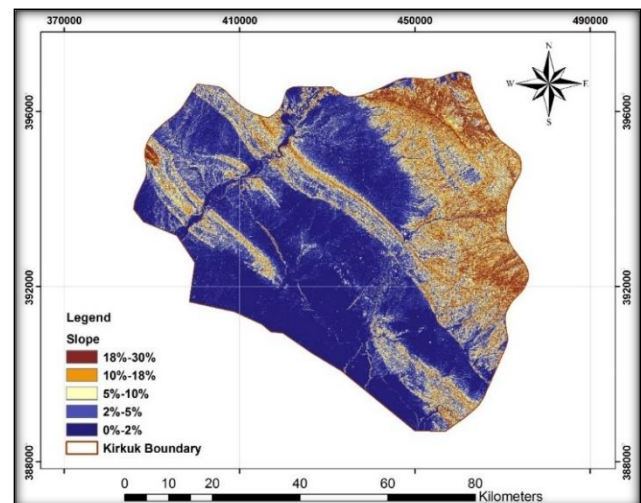 370000 410000 450000 490000
N
W E
S
396000 396000
392000 392000
388000 388000
Legend
Slope
18%-30%
10%-18%
5%-10%
2%-5%
0%-2%
Kirkuk Boundary
0 10 20 40 60 80
Kilometers